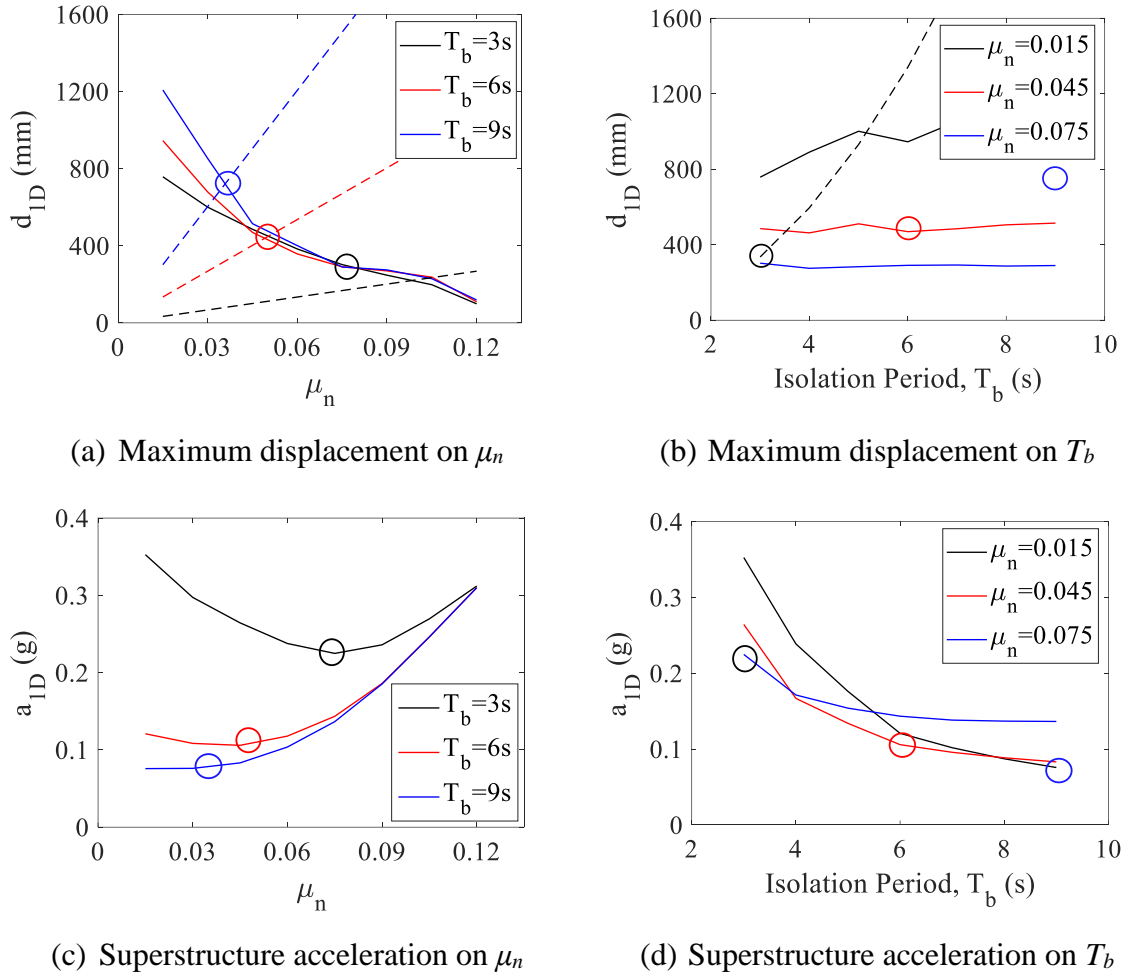 1600
1200
800
400
0
d1D (mm)
0
0.03
0.06
0.09
0.12
μn
Tb=3s
Tb=6s
Tb=9s
(a) Maximum displacement on μn
1600
1200
800
400
0
d1D (mm)
2
4
6
8
10
Isolation Period, Tb (s)
μn=0.015
μn=0.045
μn=0.075
(b) Maximum displacement on Tb
0.4
0.3
0.2
0.1
0
a1D (g)
0
0.03
0.06
0.09
0.12
μn
Tb=3s
Tb=6s
Tb=9s
(c) Superstructure acceleration on μn
0.4
0.3
0.2
0.1
0
a1D (g)
2
4
6
8
10
Isolation Period, Tb (s)
μn=0.015
μn=0.045
μn=0.075
(d) Superstructure acceleration on Tb